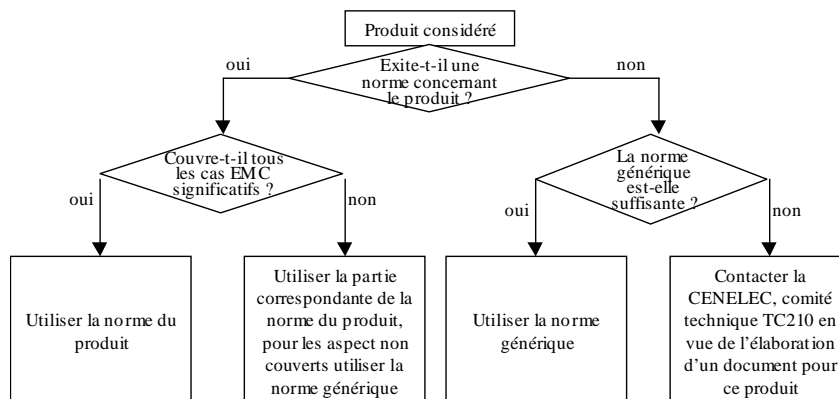 Produit considéré
oui
Exite-t-il une
norme concernant
le produit ?
non
Couvre-t-il tous
les cas EMC
significatifs ?
La norme
générique
est-elle
suffisante ?
oui
non
oui
non
Utiliser la norme du
produit
Utiliser la partie
correspondante de la
norme du produit,
pour les aspect non
couverts utiliser la
norme générique
Utiliser la norme
générique
Contacter la
CENELEC, comité
technique TC210 en
vue de l’élaboration
d’un document pour
ce produit